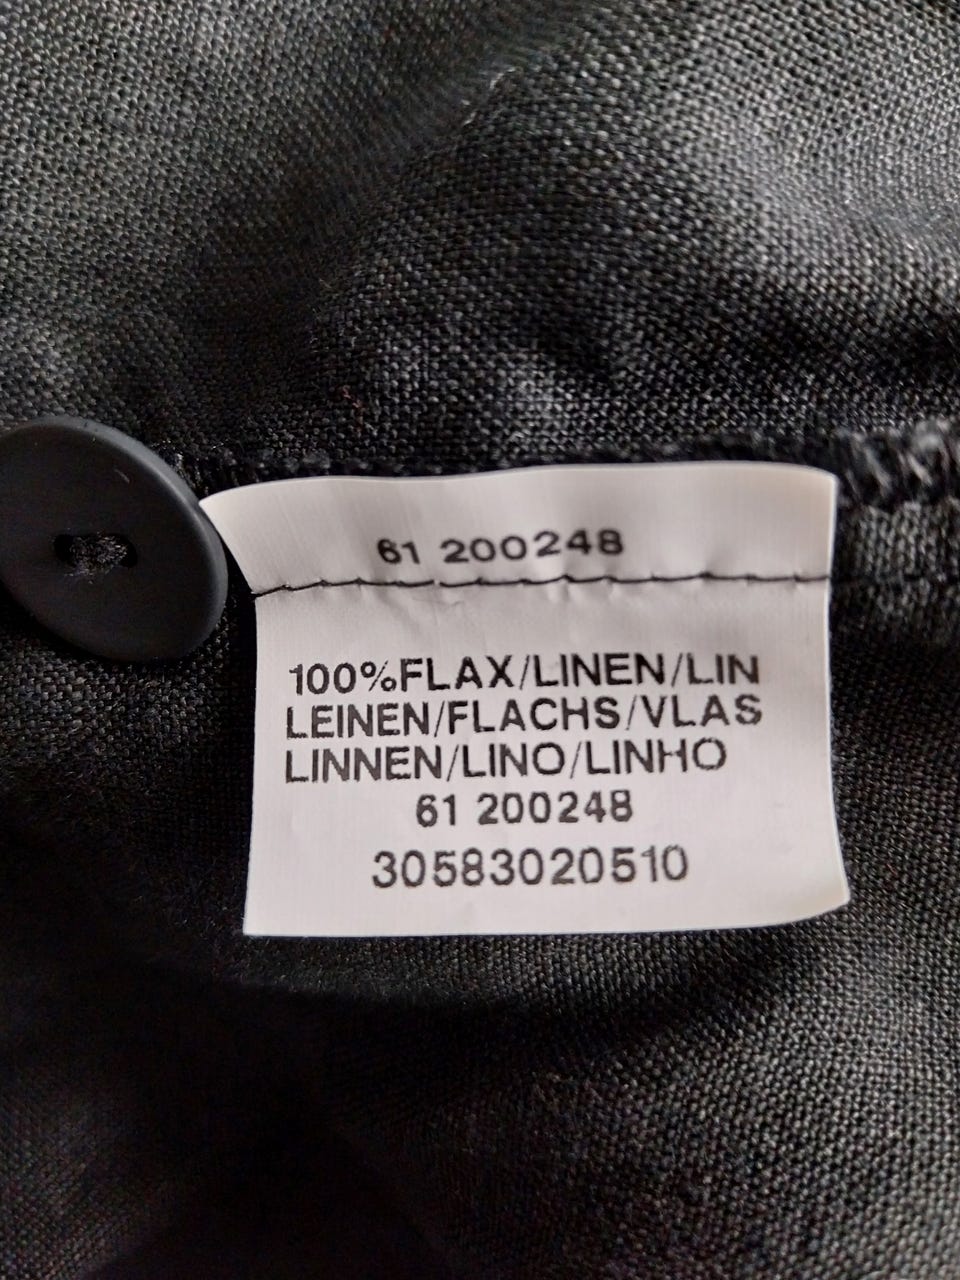 61 200248
100%FLAX/LINEN/LIN
LEINEN/FLACHS/VLAS
LINNEN/LINO/LINHO
61 200248
30583020510